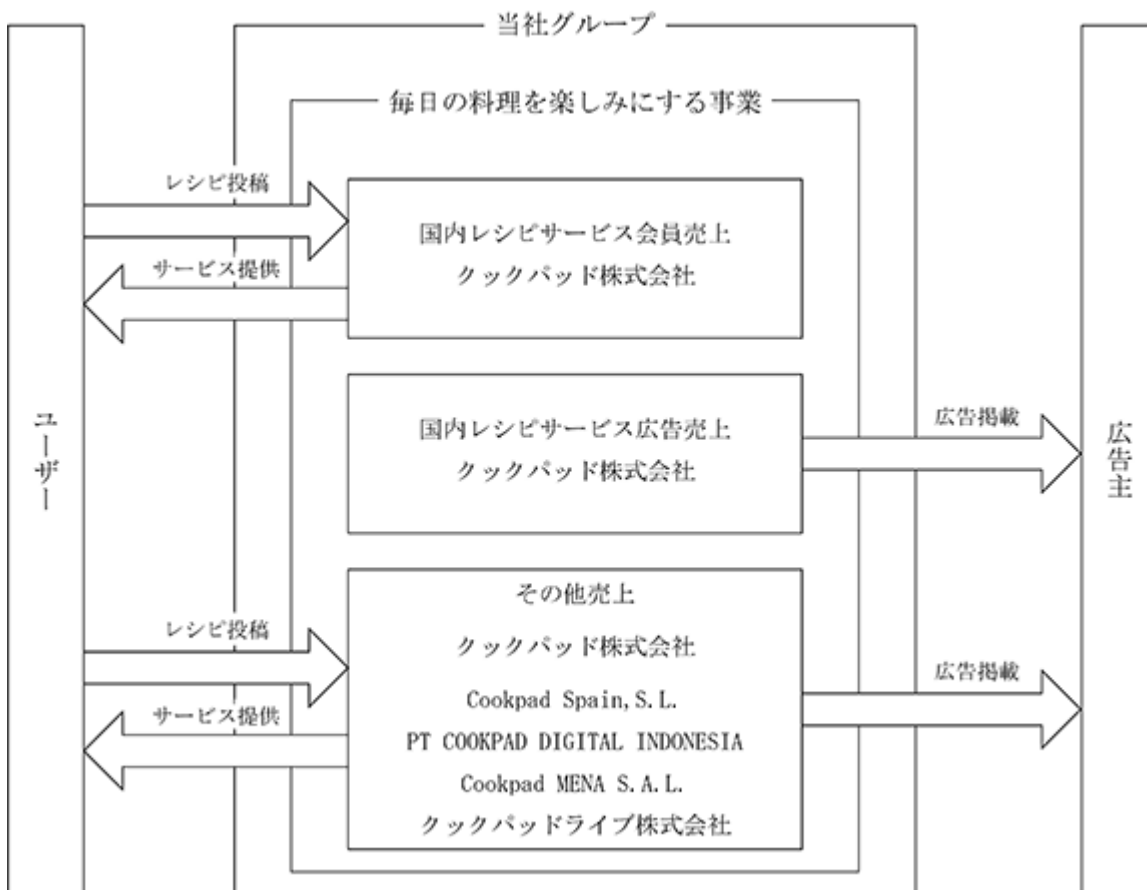 当社グループ
毎日の料理を楽しみにする事業
レシピ投稿
国内レシピサービス会員売上
クックパッド株式会社
サービス提供
ユーザー
国内レシピサービス広告売上
クックパッド株式会社
広告掲載
広告主
その他売上
レシピ投稿
クックパッド株式会社
広告掲載
Cookpad Spain,S.L.
サービス提供
PT COOKPAD DIGITAL INDONESIA
Cookpad MENA S.A.L.
クックパッドライブ株式会社